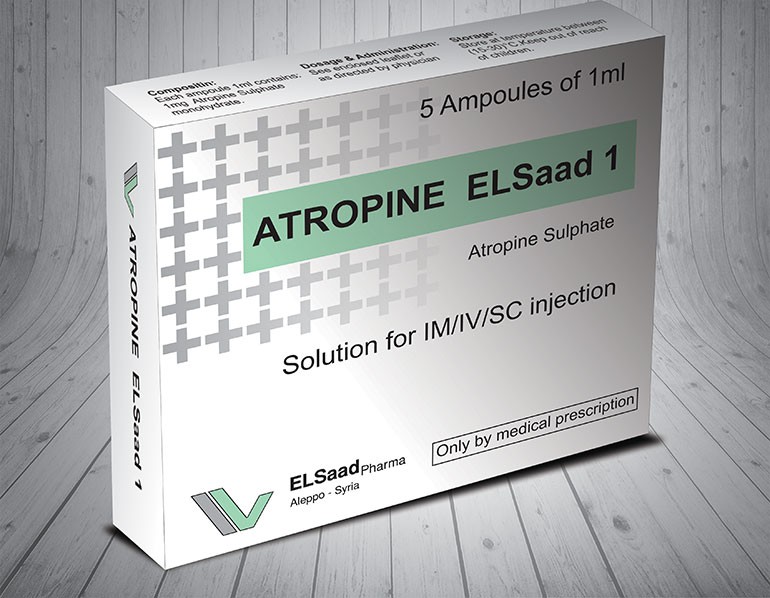 Compositin:
Each ampoule 1ml contains:
1mg Atropine Sulphate
monohydrate.
Dosage & Administration:
See enclosed leaflet or
as directed by physician
Storage:
Store at temperature between
(15-30)°C.Keep out of reach
of children.
5 Ampoules of 1ml
ATROPINE ELSaad 1
Atropine Sulphate
Solution for IM/IV/SC injection
Only by medical prescription
ELSaad Pharma
Aleppo - Syria
ATROPINE ELSaad 1